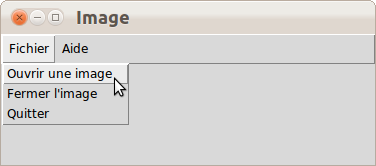 Image
Fichier Aide
Ouvrir une image
Fermer l'image
Quitter